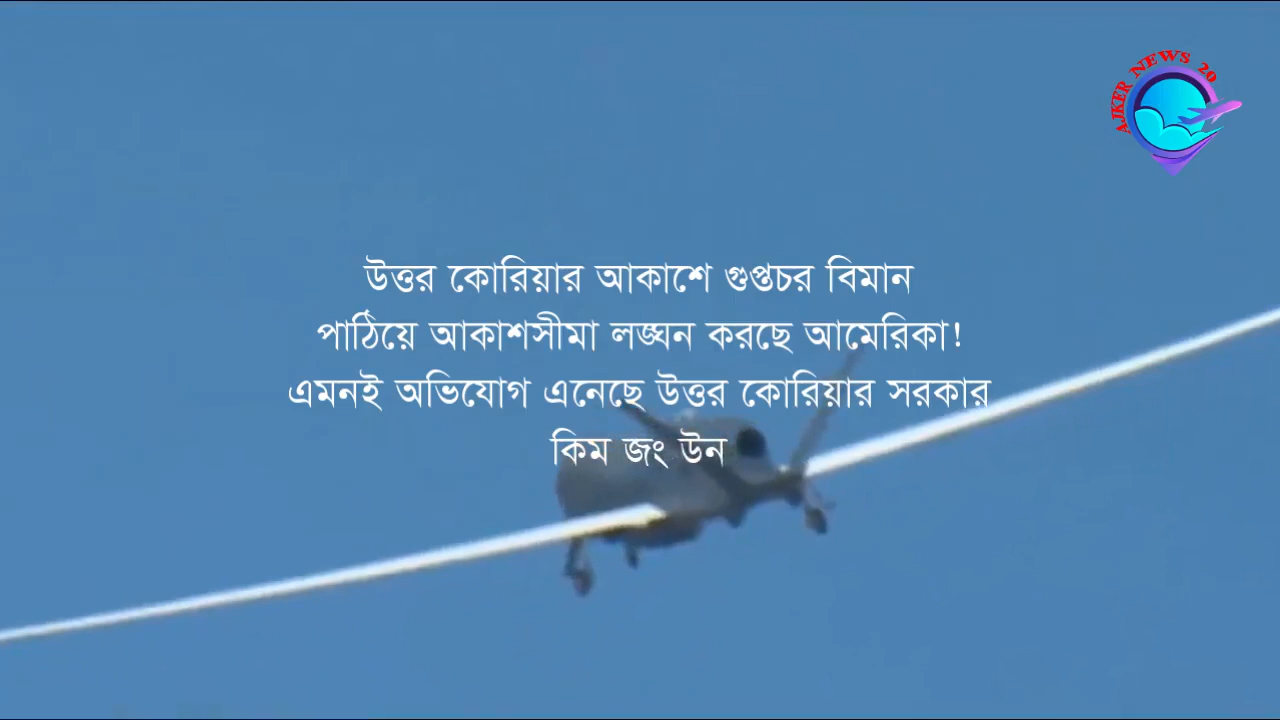 AJKER NEWS 20
উত্তর কোরিয়ার আকাশে গুপ্তচর বিমান
পাঠিয়ে আকাশসীমা লঙ্ঘন করছে আমেরিকা!
এমনই অভিযোগ এনেছে উত্তর কোরিয়ার সরকার
কিম জং উন